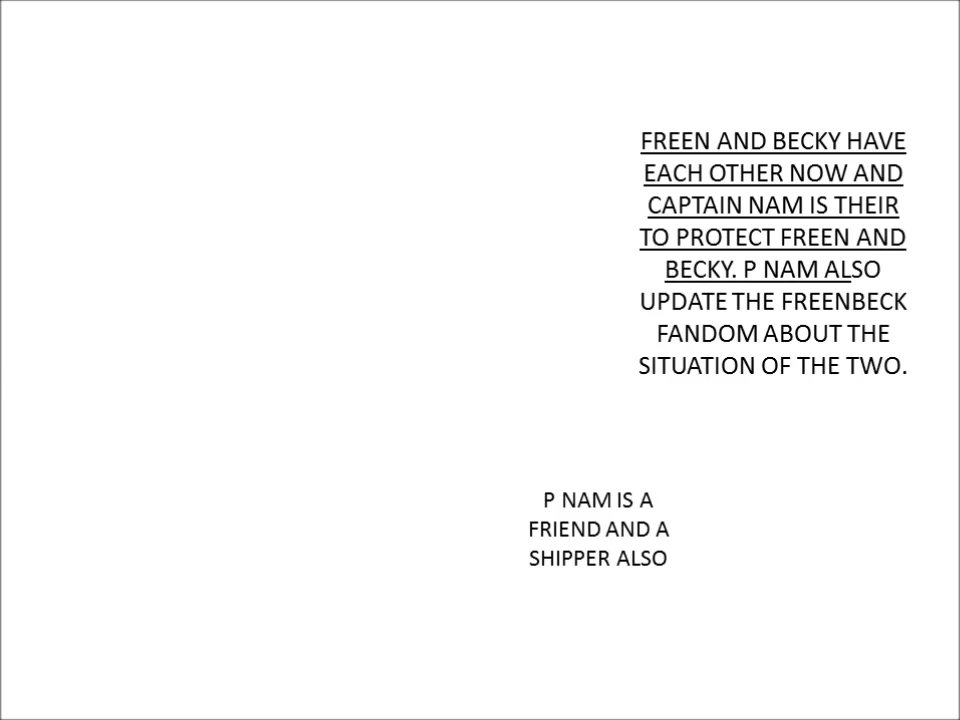 FREEN AND BECKY HAVE
EACH OTHER NOW AND
CAPTAIN NAM IS THEIR
TO PROTECT FREEN AND
BECKY. P NAM ALSO
UPDATE THE FREENBECK
FANDOM ABOUT THE
SITUATION OF THE TWO.
P NAM IS A
FRIEND AND A
SHIPPER ALSO